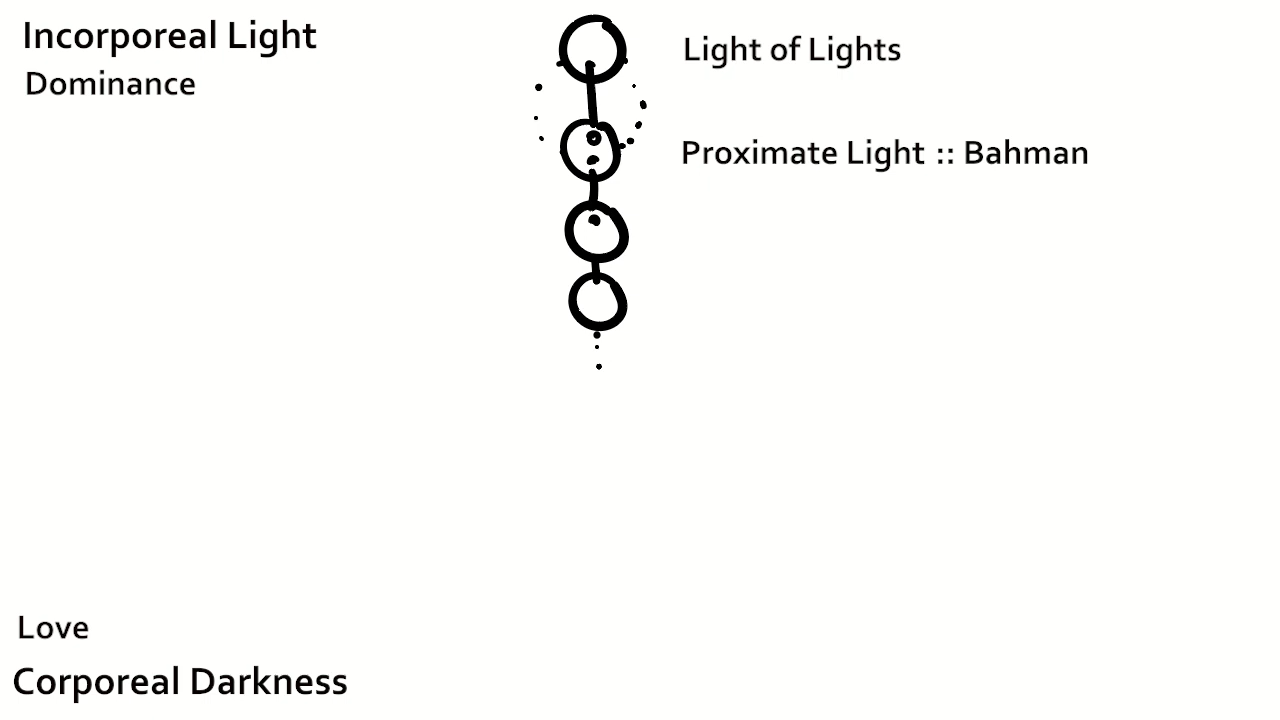 Incorporeal Light
Dominance
Light of Lights
Proximate Light :: Bahman
Love
Corporeal Darkness